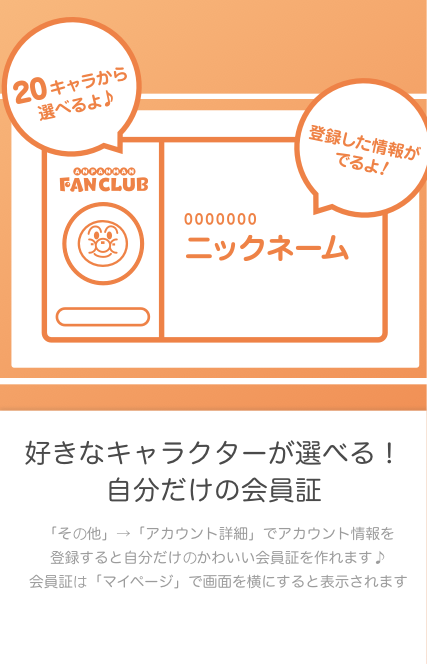 20キャラから
選べるよ♪
登録した情報が
でるよ!
ANPANMAN
FANCLUB
0000000
ニックネーム
好きなキャラクターが選べる！
自分だけの会員証
「その他」→「アカウント詳細」でアカウント情報を
登録すると自分だけのかわいい会員証を作れます♪
会員証は「マイページ」で画面を横にすると表示されます